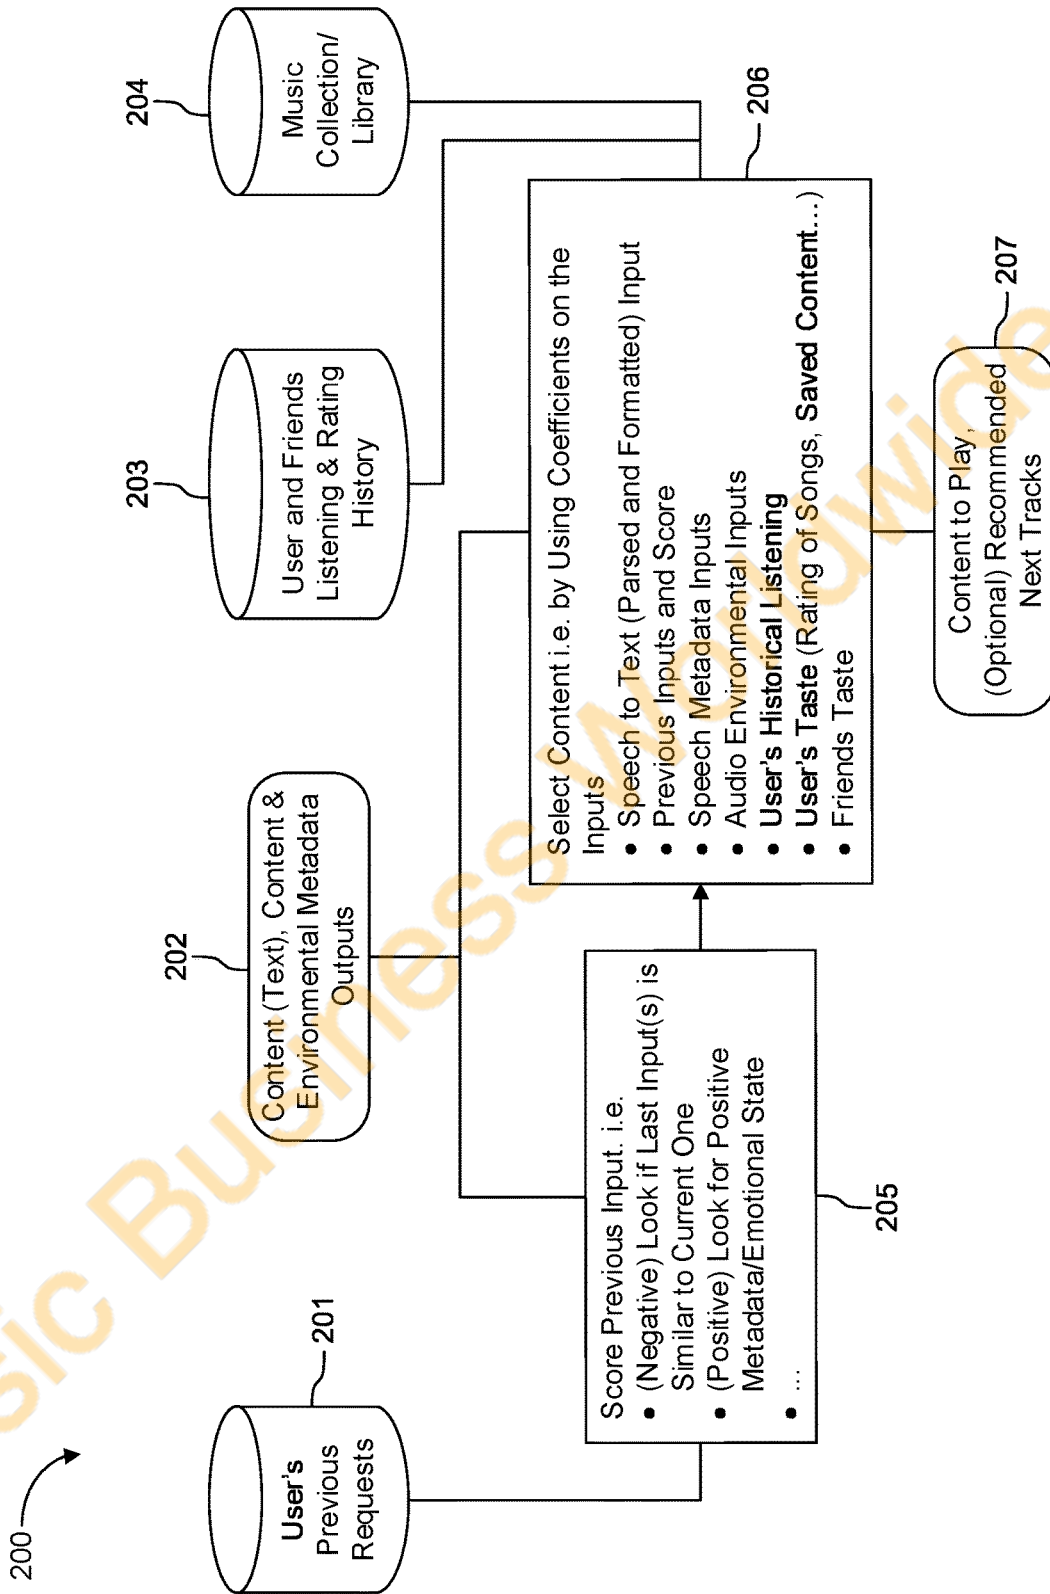 200
201
User's
Previous
Requests
202
Content (Text), Content &
Environmental Metadata
Outputs
203
User and Friends
Listening & Rating
History
204
Music
Collection/
Library
Score Previous Input. i.e.
• (Negative) Look if Last Input(s) is
Similar to Current One
• (Positive) Look for Positive
Metadata/Emotional State
• ...
205
Select Content i.e. by Using Coefficients on the
Inputs
• Speech to Text (Parsed and Formatted) Input
• Previous Inputs and Score
• Speech Metadata Inputs
• Audio Environmental Inputs
• User's Historical Listening
• User's Taste (Rating of Songs, Saved Content...)
• Friends Taste
206
Content to Play,
(Optional) Recommended
Next Tracks
207
sic Business Worldwide